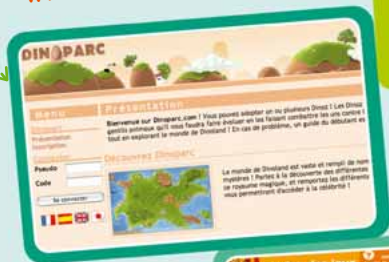 DINOPARC
Menu
Présentation
Dinoparc
Présentation
Inscription
Connecter
Pseudo
Code
Se connecter
Bienvenue sur Dinoparc.com ! Vous pouvez adopter un ou plusieurs Dinoz ! Les Dinoz
gentils animaux qu'il vous faudra faire évoluer en les faisant combattre les uns contre l
tout en explorant le monde de Dinoland ! En cas de problème, un guide du débutant es
Découvrez Dinoparc
Le monde de Dinoland est vaste et rempli de nom
mystères ! Partez à la découverte des différentes
ce royaume magique, et remportez les différents
vous permettront d'accéder à la célébrité !